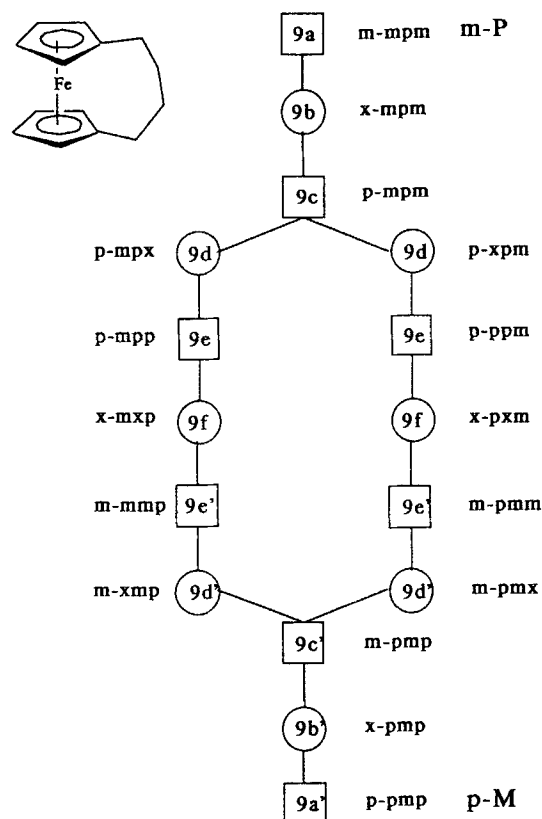 9a m-mpm m-P
Fe
9b x-mpm
9c p-mpm
p-mpx 9d 9d p-xpm
p-mpp 9e 9e p-ppm
x-mxp 9f 9f x-pxm
m-mmp 9e' 9e' m-pmm
m-xmp 9d' 9d' m-pmx
9c' m-pmp
9b' x-pmp
9a' p-pmp p-M